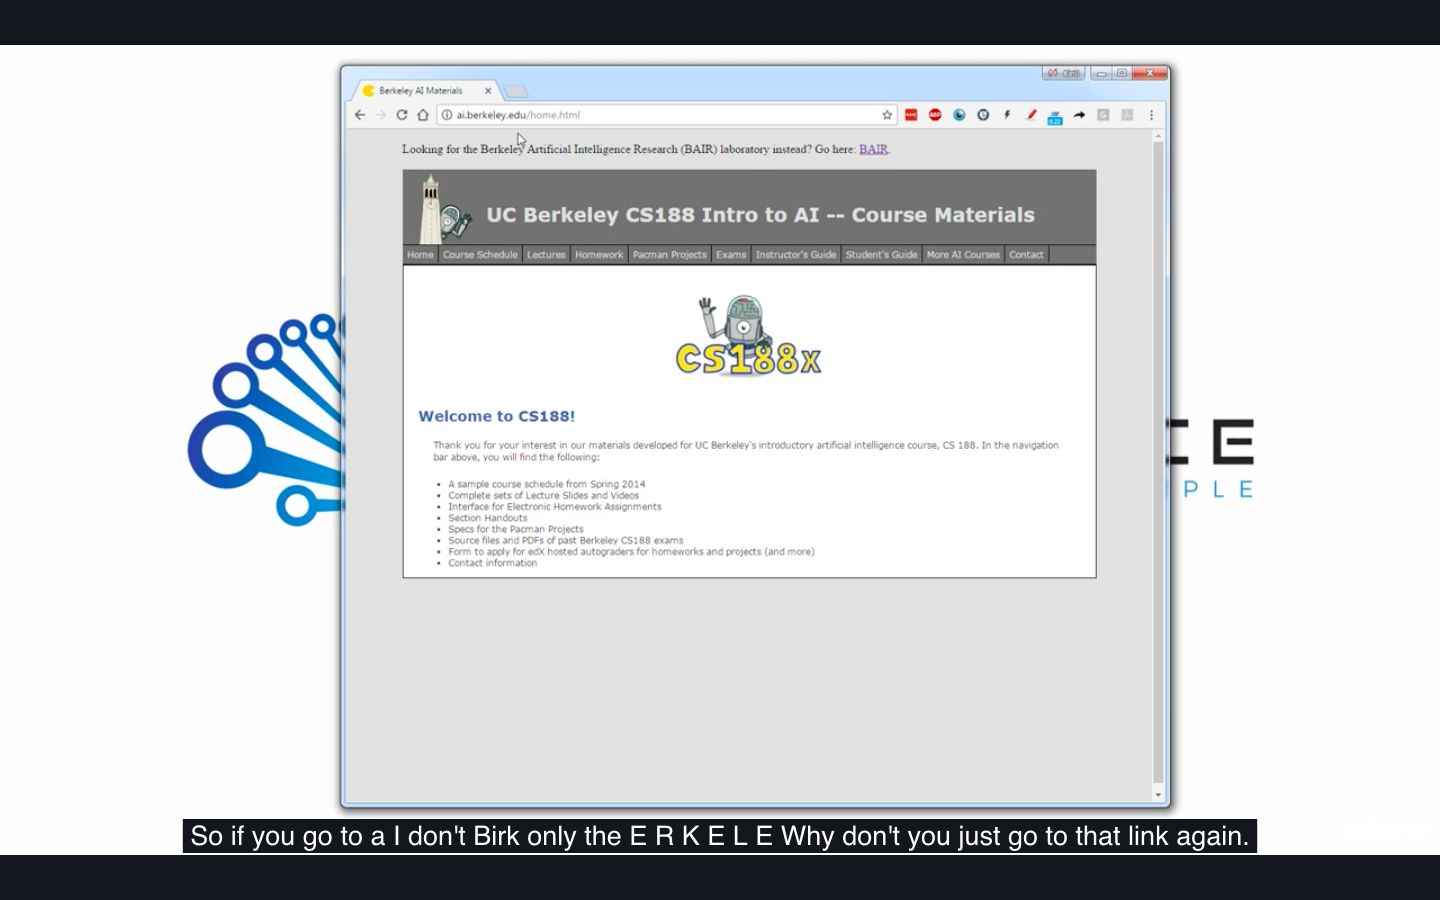 Berkeley AI Materials
ai.berkeley.edu/home.html
Looking for the Berkeley Artificial Intelligence Research (BAIR) laboratory instead? Go here: BAIR.
UC Berkeley CS188 Intro to AI -- Course Materials
Home Course Schedule Lectures Homework Pacman Projects Exams Instructor's Guide Student's Guide More AI Courses Contact
CS188x
Welcome to CS188!
Thank you for your interest in our materials developed for UC Berkeley's introductory artificial intelligence course, CS 188. In the navigation
bar above, you will find the following:
• A sample course schedule from Spring 2014
• Complete sets of Lecture Slides and Videos
• Interface for Electronic Homework Assignments
• Section Handouts
• Specs for the Pacman Projects
• Source files and PDFs of past Berkeley CS188 exams
• Form to apply for edX hosted autograders for homeworks and projects (and more)
• Contact information
CE
PLE
So if you go to a I don't Birk only the E R K E L E Why don't you just go to that link again.